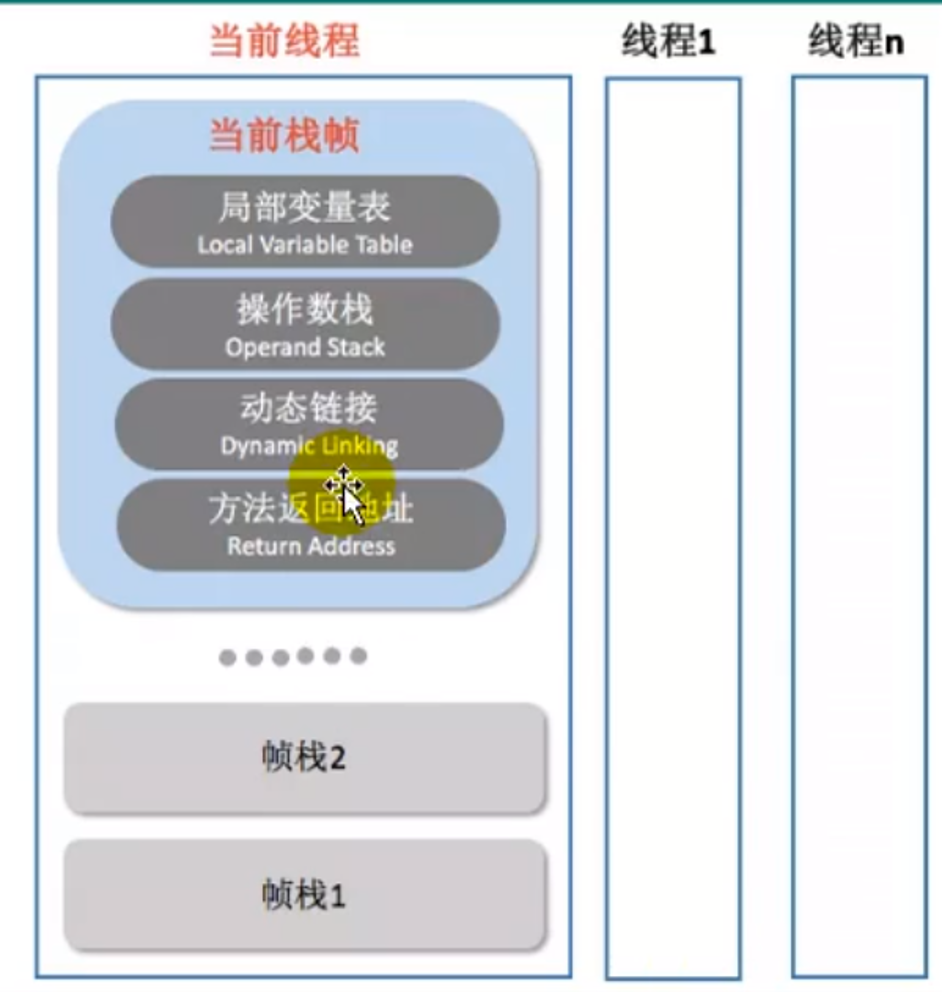 当前线程
线程1
线程n
当前栈帧
局部变量表
Local Variable Table
操作数栈
Operand Stack
动态链接
Dynamic Linking
方法返回地址
Return Address
帧栈2
帧栈1